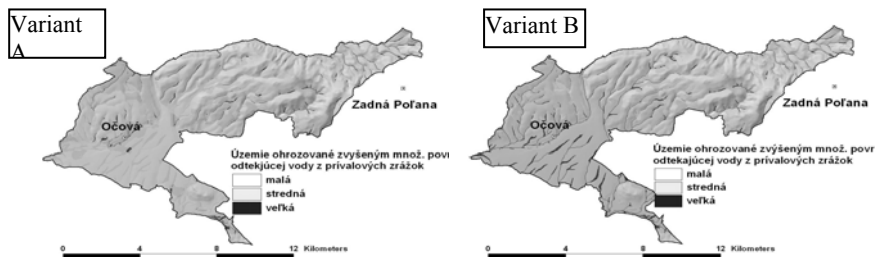 Variant
A
Zadná Poľana
Očová
Územie ohrozované zvyšeným množ. povr
odtekajúcej vody z prívalových zrážok
malá
stredná
veľká
0 4 8 12 Kilometers
Variant B
Zadná Poľana
Očová
Územie ohrozované zvýšeným množ. povr
odtekajúcej vody z prívalových zrážok
malá
stredná
veľká
0 4 8 12 Kilometers